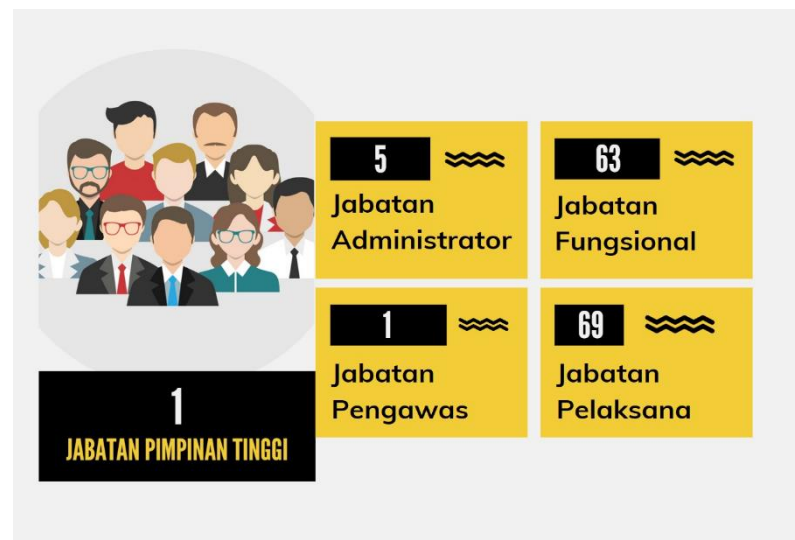 1
JABATAN PIMPINAN TINGGI
5
Jabatan
Administrator
63
Jabatan
Fungsional
1
Jabatan
Pengawas
69
Jabatan
Pelaksana